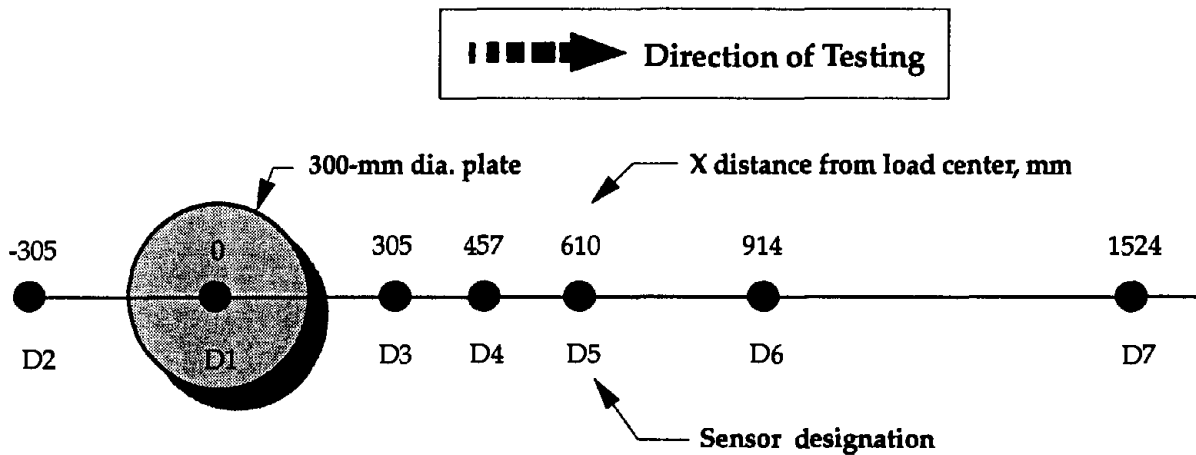 Direction of Testing
300-mm dia. plate
X distance from load center, mm
-305 0 305 457 610 914 1524
D2 D1 D3 D4 D5 D6 D7
Sensor designation